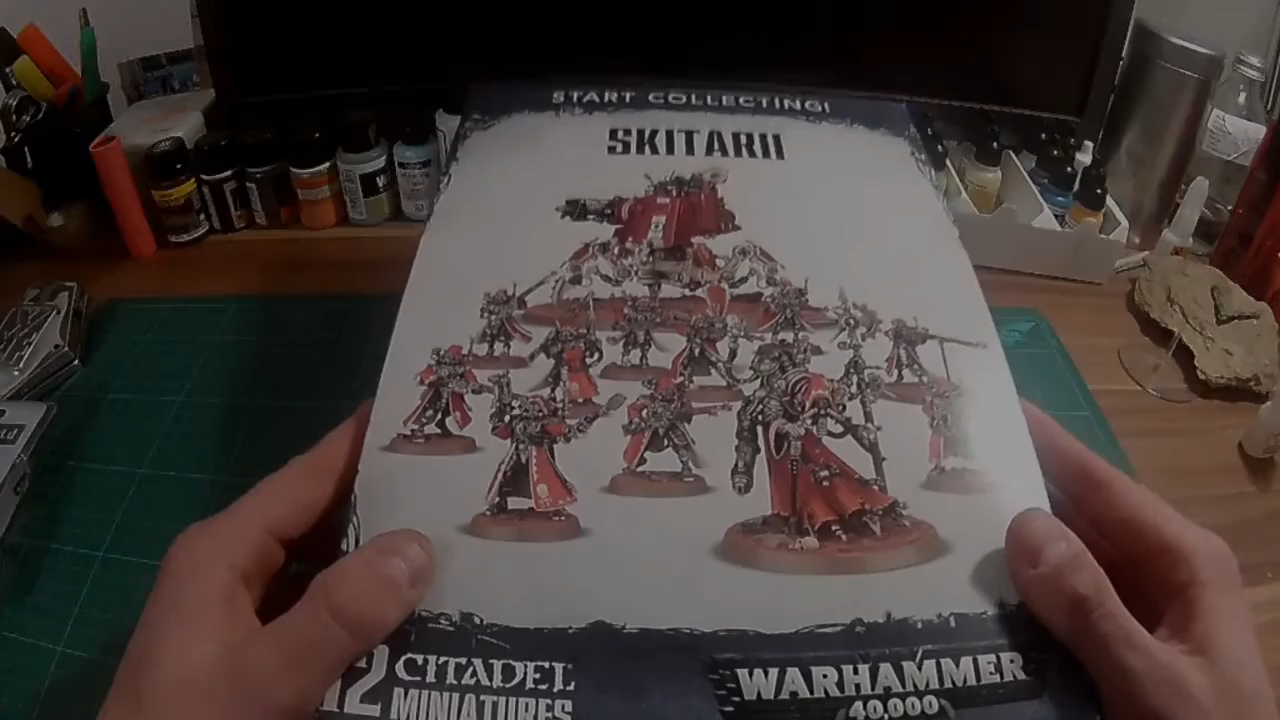 START COLLECTING!
SKITARII
12 CITADEL
MINIATURES
WARHAMMER
40,000